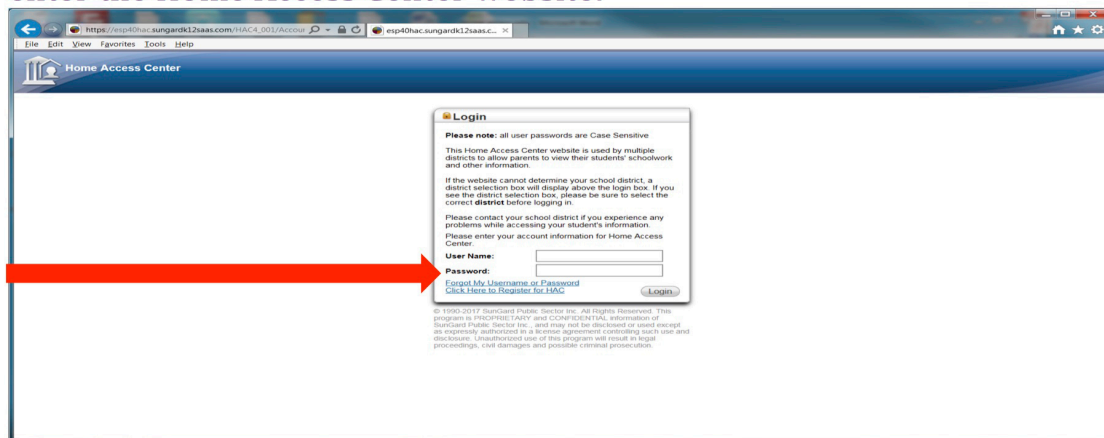 enter the Home Access Center website.
https://esp40hac.sungardk12saas.com/HAC4_001/Accour
esp40hac.sungardk12saas.c...
File Edit View Favorites Tools Help
Home Access Center
Login
Please note: all user passwords are Case Sensitive
This Home Access Center website is used by multiple
districts to allow parents to view their students' schoolwork
and other information.
If the website cannot determine your school district, a
district selection box will display above the login box. If you
see the district selection box, please be sure to select the
correct district before logging in.
Please contact your school district if you experience any
problems while accessing your student's information.
Please enter your account information for Home Access
Center.
User Name:
Password:
Forgot My Username or Password
Click Here to Register for HAC
Login
© 1990-2017 SunGard Public Sector Inc. All Rights Reserved. This
program is PROPRIETARY and CONFIDENTIAL information of
SunGard Public Sector Inc., and may not be disclosed or used except
as expressly authorized in a license agreement controlling such use and
disclosure. Unauthorized use of this program will result in legal
proceedings, civil damages and possible criminal prosecution.